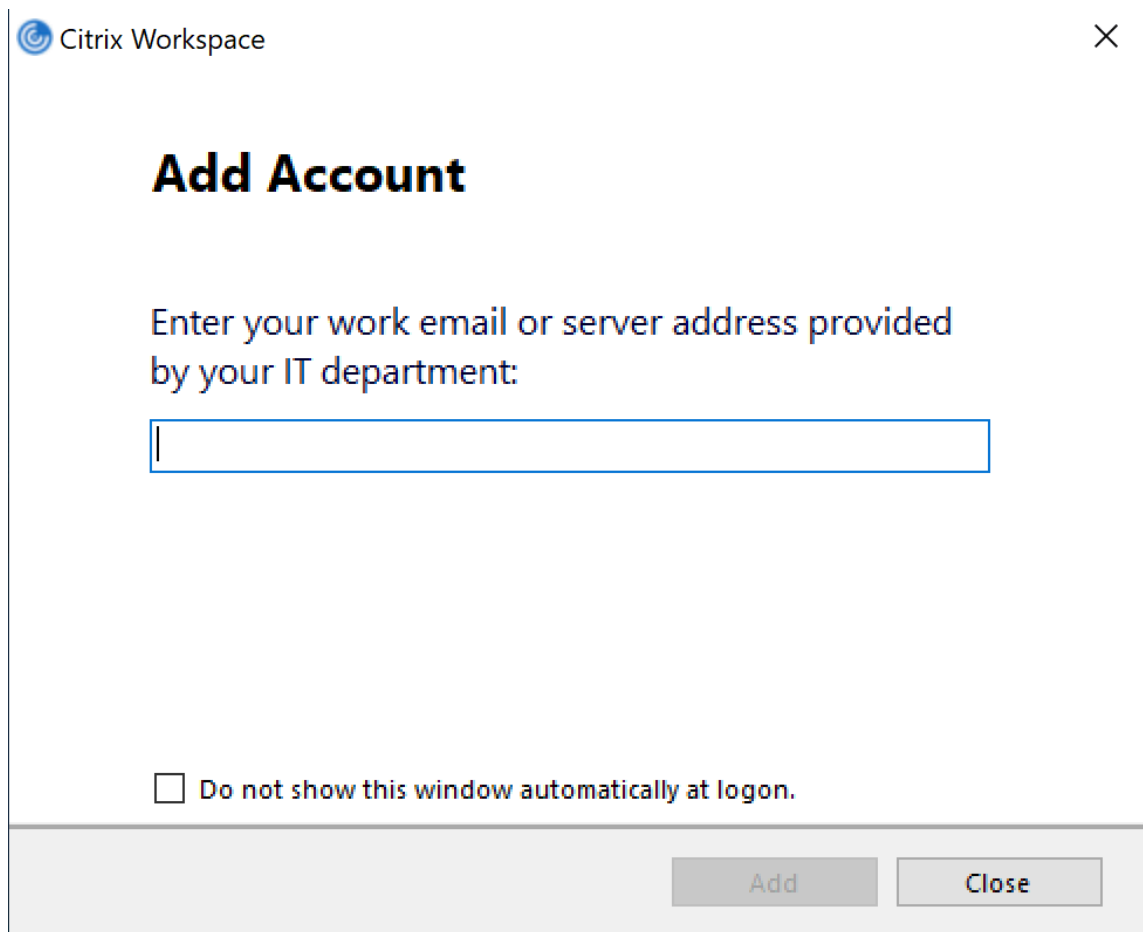 Citrix Workspace
Add Account
Enter your work email or server address provided
by your IT department:
Do not show this window automatically at logon.
Add
Close